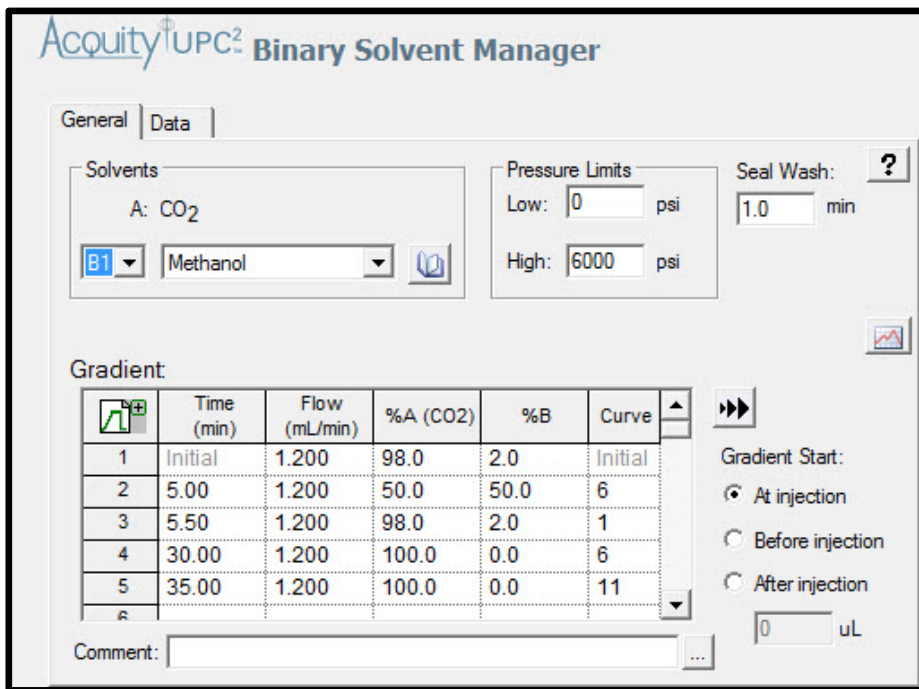 Acquity UPC2™ Binary Solvent Manager
General Data
Solvents
A: CO2
B1 Methanol
Pressure Limits
Low: 0 psi
High: 6000 psi
Seal Wash: ?
1.0 min
Gradient:
Time (min) Flow (mL/min) %A (CO2) %B Curve
1 Initial 1.200 98.0 2.0 Initial
2 5.00 1.200 50.0 50.0 6
3 5.50 1.200 98.0 2.0 1
4 30.00 1.200 100.0 0.0 6
5 35.00 1.200 100.0 0.0 11
6
Gradient Start:
At injection
Before injection
After injection
0 uL
Comment: ...